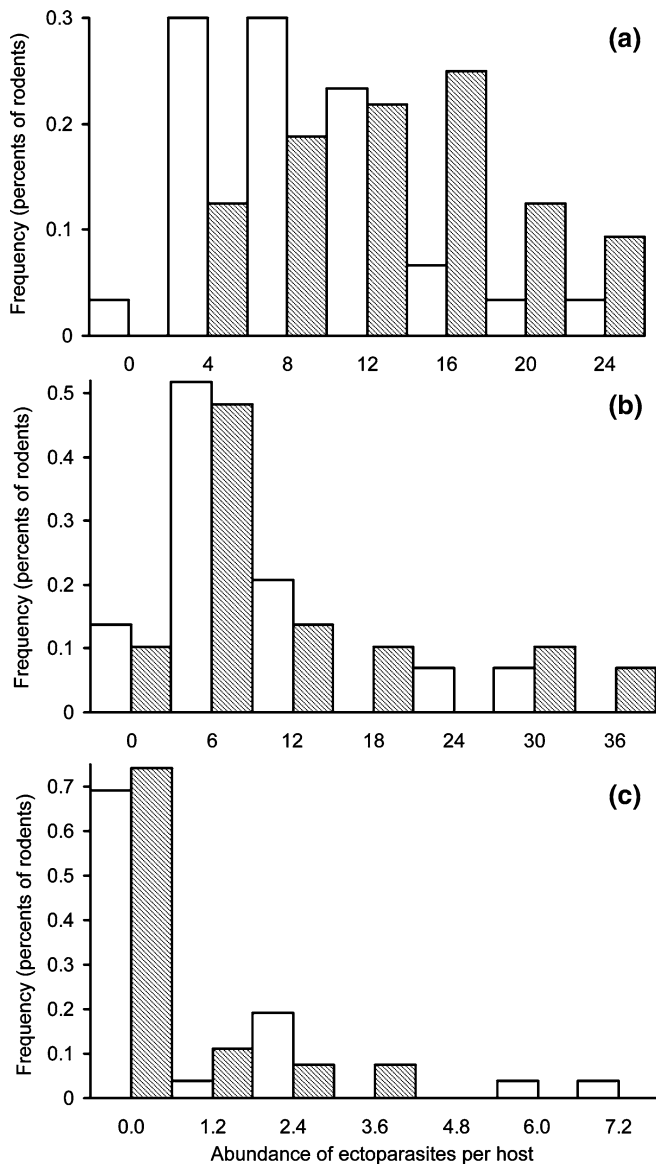 (a)
Frequency (percents of rodents)
0.3
0.2
0.1
0
0 4 8 12 16 20 24
(b)
Frequency (percents of rodents)
0.5
0.4
0.3
0.2
0.1
0
0 6 12 18 24 30 36
(c)
Frequency (percents of rodents)
0.7
0.6
0.5
0.4
0.3
0.2
0.1
0
0.0 1.2 2.4 3.6 4.8 6.0 7.2
Abundance of ectoparasites per host